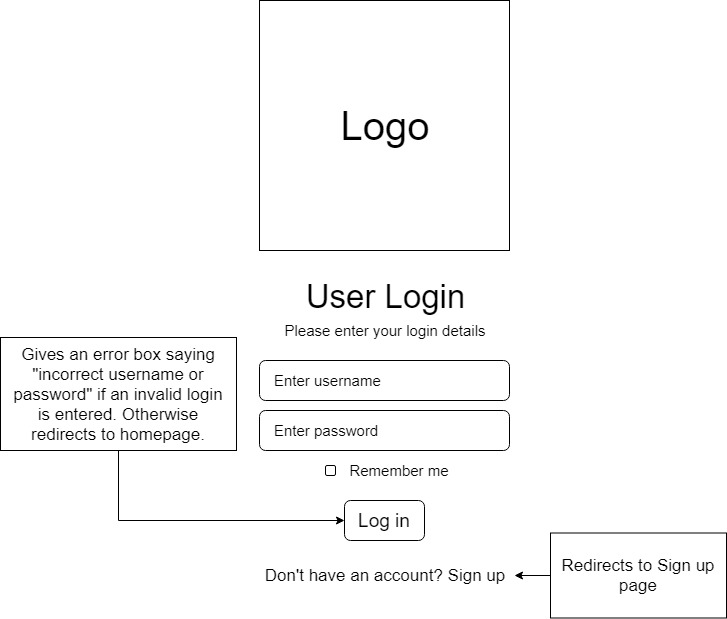 Logo
User Login
Please enter your login details
Gives an error box saying
"incorrect username or
password" if an invalid login
is entered. Otherwise
redirects to homepage.
Enter username
Enter password
Remember me
Log in
Don't have an account? Sign up
Redirects to Sign up
page